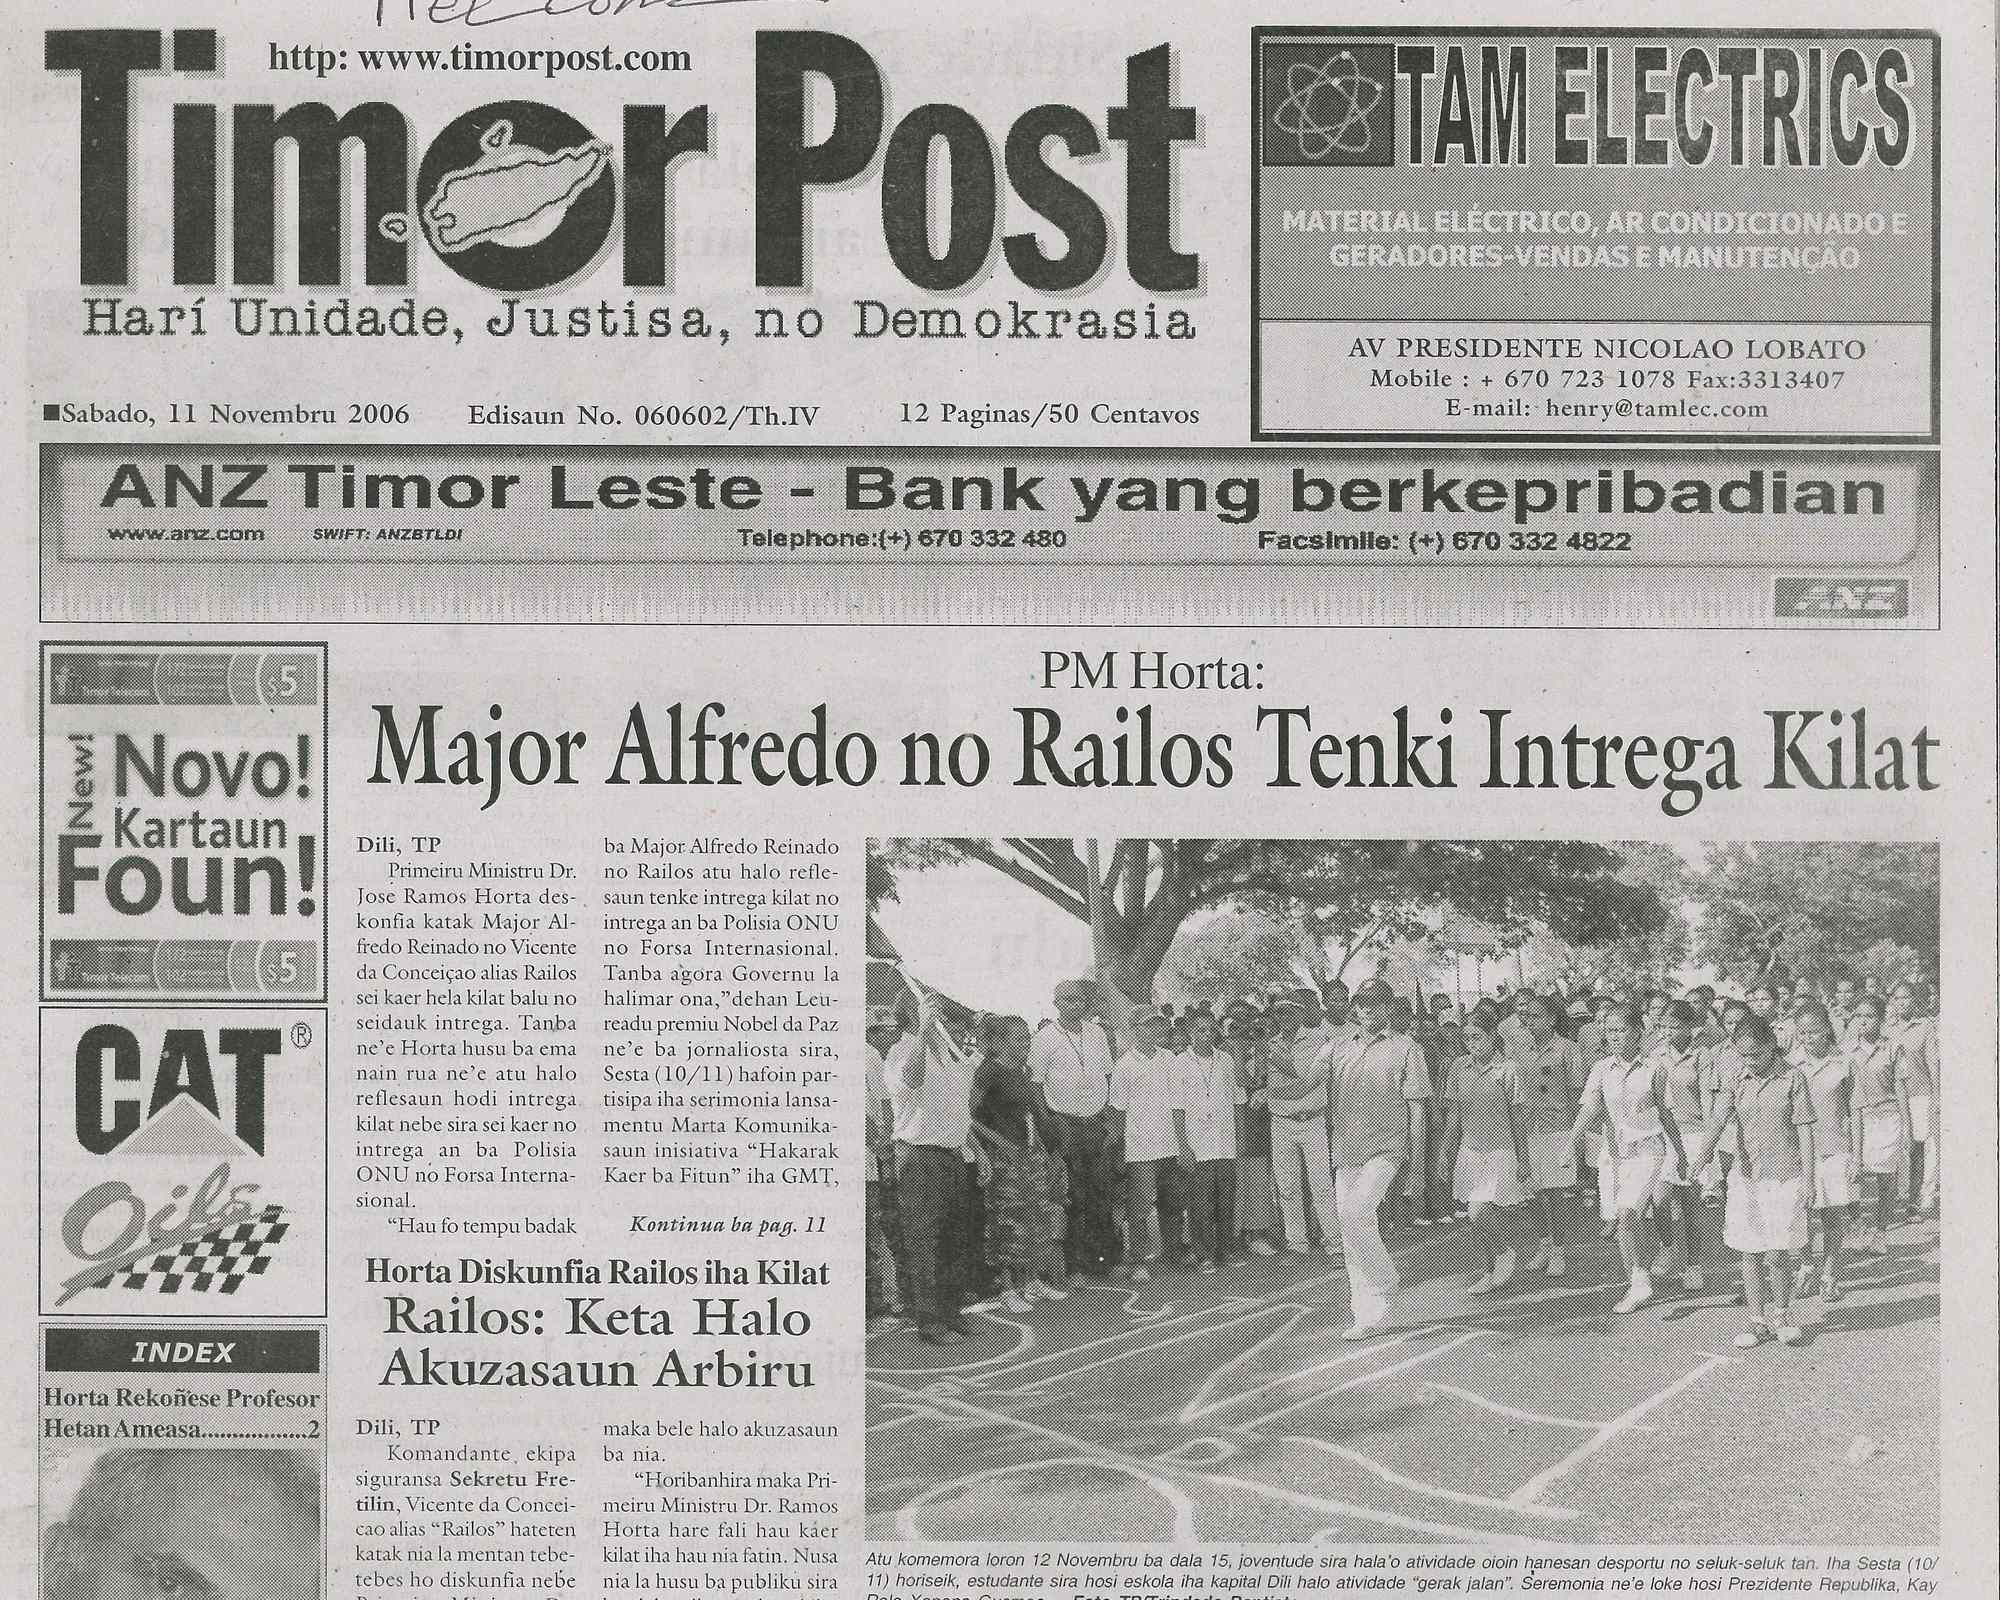 http: www.timorpost.com
Timor Post
Harí Unidade, Justisa, no Demokrasia
Sabado, 11 Novembru 2006 Edisaun No. 060602/Th.IV 12 Paginas/50 Centavos
TAM ELECTRICS
MATERIAL ELÉCTRICO, AR CONDICIONADO E
GERADORES-VENDAS E MANUTENÇÃO
AV PRESIDENTE NICOLAO LOBATO
Mobile : + 670 723 1078 Fax:3313407
E-mail: henry@tamlec.com
ANZ Timor Leste - Bank yang berkepribadian
www.anz.com SWIFT: ANZBTLDI Telephone:(+) 670 332 480 Facsimile: (+) 670 332 4822
ANZ
$5
New! Novo!
Kartaun
Foun!
$5
CAT®
Oils
INDEX
Horta Rekoñese Profesor
Hetan Ameasa..................2
PM Horta:
Major Alfredo no Railos Tenki Intrega Kilat
Dili, TP
Primeiru Ministru Dr.
José Ramos Horta des-
konfia katak Major Al-
fredo Reinado no Vicente
da Conceiçao alias Railos
sei kaer hela kilat balu no
seidauk intrega. Tanba
ne'e Horta husu ba ema
nain rua ne'e atu halo
reflesaun hodi intrega
kilat nebe sira sei kaer no
intrega an ba Polisia
ONU no Forsa Interna-
sional.
“Hau fo tempu badak
ba Major Alfredo Reinado
no Railos atu halo refle-
saun tenke intrega kilat no
intrega an ba Polisia ONU
no Forsa Internasional.
Tanba agora Governu la
halimar ona,”dehan Leu-
readu premiu Nobel da Paz
ne'e ba jornaliosta sira,
Sesta (10/11) hafoin par-
tisipa iha serimonia lansa-
mentu Marta Komunika-
saun inisiativa “Hakarak
Kaer ba Fitun” iha GMT,
Kontinua ba pag. 11
Horta Diskunfia Railos iha Kilat
Railos: Keta Halo
Akuzasaun Arbiru
Dili, TP
Komandante ekipa
siguransa Sekretu Fre-
tilin, Vicente da Concei-
cao alias “Railos” hateten
katak nia la mentan tebe-
tebes ho diskunfia nebe
maka bele halo akuzasaun
ba nia.
“Horibanhira maka Pri-
meiru Ministru Dr. Ramos
Horta hare fali hau kaer
kilat iha hau nia fatin. Nusa
nia la husu ba publiku sira
Atu komemora loron 12 Novembru ba dala 15, joventude sira hala'o atividade oioin hanesan desportu no seluk-seluk tan. Iha Sesta (10/
11) horiseik, estudante sira hosi eskola iha kapital Dili halo atividade “gerak jalan”. Seremonia ne'e loke hosi Prezidente Republika, Kay